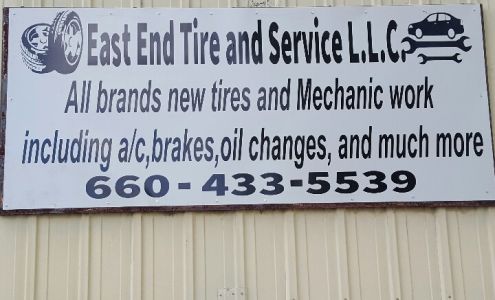 East End Tire and Service L.L.C.
All brands new tires and Mechanic work
including a/c,brakes,oil changes, and much more
660-433-5539